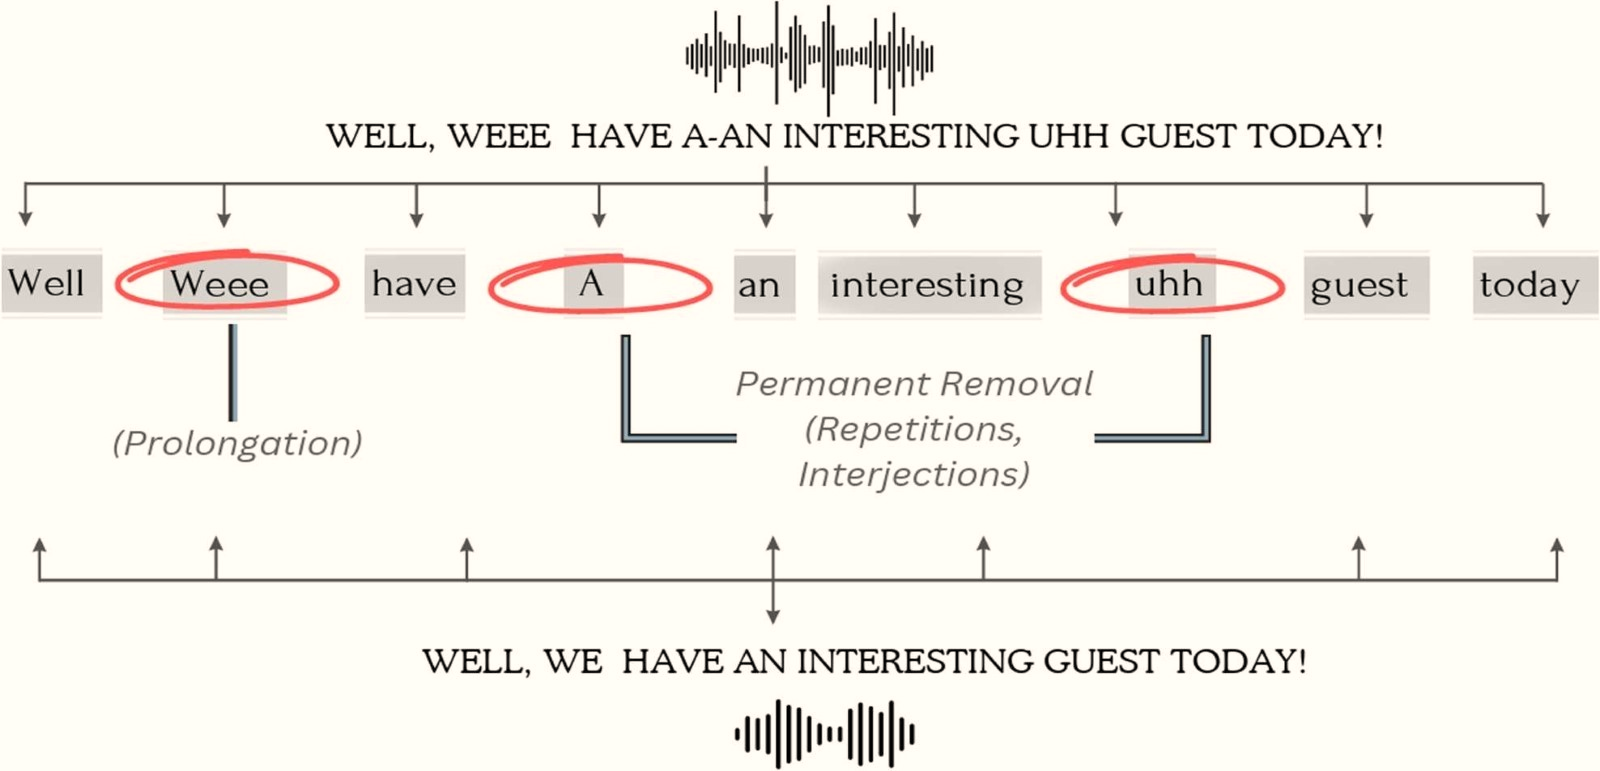 WELL, WEEE HAVE A-AN INTERESTING UHH GUEST TODAY!
Well Weee have A an interesting uhh guest today
Permanent Removal
(Repetitions,
Interjections)
(Prolongation)
WELL, WE HAVE AN INTERESTING GUEST TODAY!